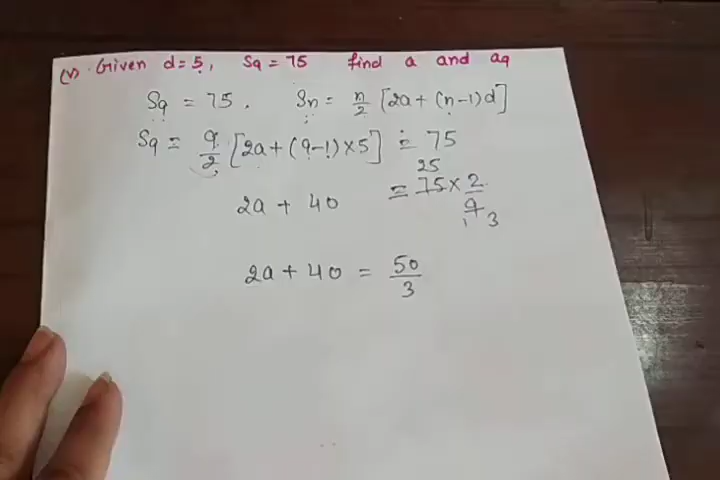 (v). Given d=5, S9 = 75 find a and a9
S9 = 75. Sn = n/2 [2a+(n-1)d]
S9 = 9/2 [2a+(9-1)×5] = 75
2a + 40 = 75 25 × 2/9 1 3
2a + 40 = 50/3